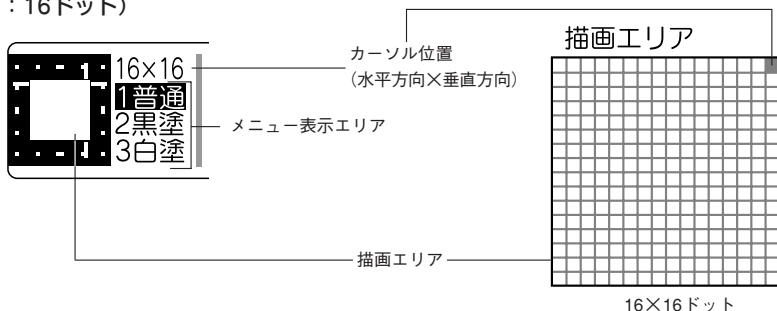 ：16ドット）
16×16
1普通
2黒塗
3白塗
カーソル位置
（水平方向×垂直方向）
メニュー表示エリア
描画エリア
描画エリア
16×16ドット